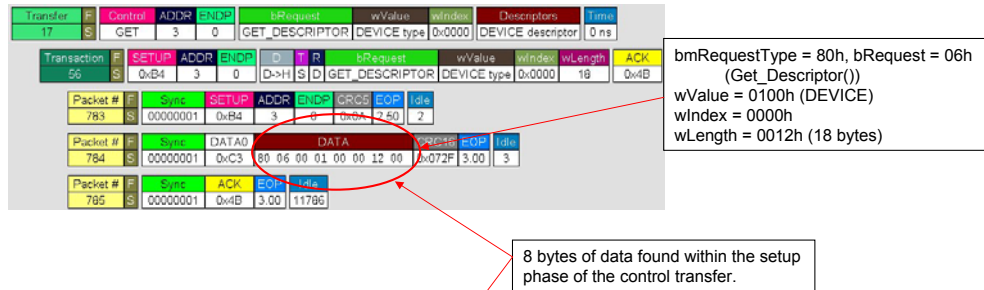 Transfer F Control ADDR ENDP bRequest wValue wIndex Descriptors Time
17 S GET 3 0 GET_DESCRIPTOR DEVICE type 0x0000 DEVICE descriptor 0 ns
Transaction F SETUP ADDR ENDP D T R bRequest wValue wIndex wLength ACK
56 S 0xB4 3 0 D->H S D GET_DESCRIPTOR DEVICE type 0x0000 18 0x4B
Packet # F Sync SETUP ADDR ENDP CRC5 EOP Idle
783 S 00000001 0xB4 3 0 0x0A 2.50 2
Packet # F Sync DATA0 DATA CRC16 EOP Idle
784 S 00000001 0xC3 80 06 00 01 00 00 12 00 0x072F 3.00 3
Packet # F Sync ACK EOP Idle
785 S 00000001 0x4B 3.00 11786
bmRequestType = 80h, bRequest = 06h
(Get_Descriptor())
wValue = 0100h (DEVICE)
wIndex = 0000h
wLength = 0012h (18 bytes)
8 bytes of data found within the setup
phase of the control transfer.